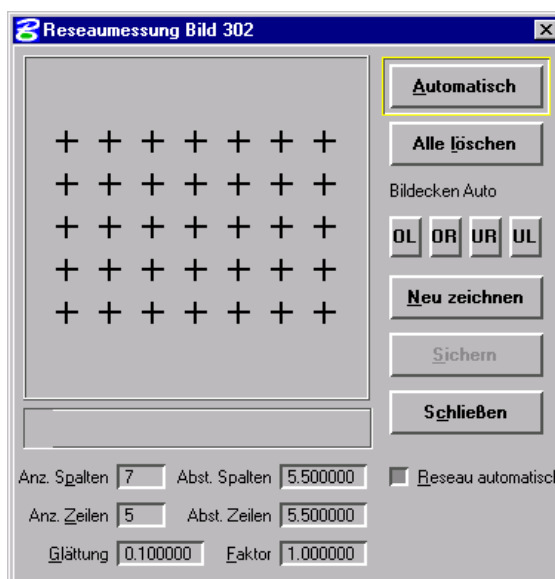 Reseaumessung Bild 302
Automatisch
Alle löschen
Bildecken Auto
OL OR UR UL
Neu zeichnen
Sichern
Schließen
Anz. Spalten 7 Abst. Spalten 5.500000 Reseau automatisch
Anz. Zeilen 5 Abst. Zeilen 5.500000
Glättung 0.100000 Faktor 1.000000